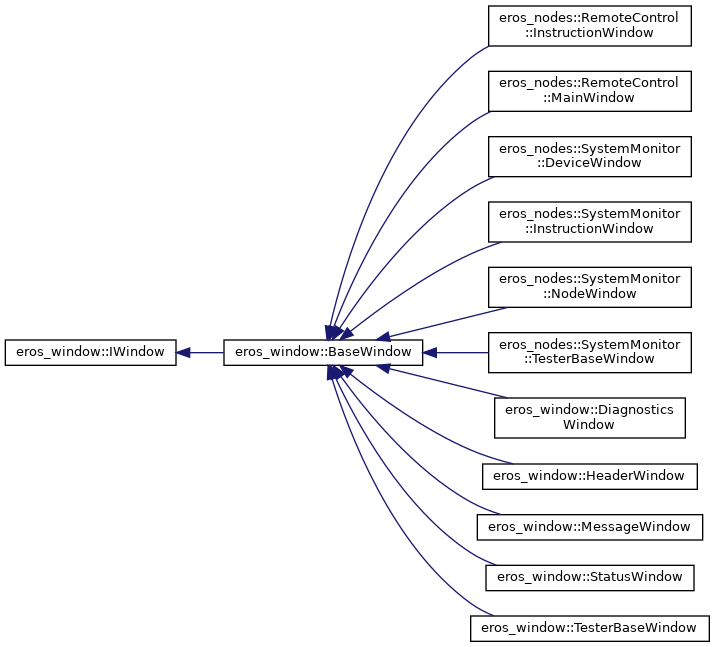 eros_nodes::RemoteControl
::InstructionWindow
eros_nodes::RemoteControl
::MainWindow
eros_nodes::SystemMonitor
::DeviceWindow
eros_nodes::SystemMonitor
::InstructionWindow
eros_nodes::SystemMonitor
::NodeWindow
eros_window::IWindow
eros_window::BaseWindow
eros_nodes::SystemMonitor
::TesterBaseWindow
eros_window::Diagnostics
Window
eros_window::HeaderWindow
eros_window::MessageWindow
eros_window::StatusWindow
eros_window::TesterBaseWindow